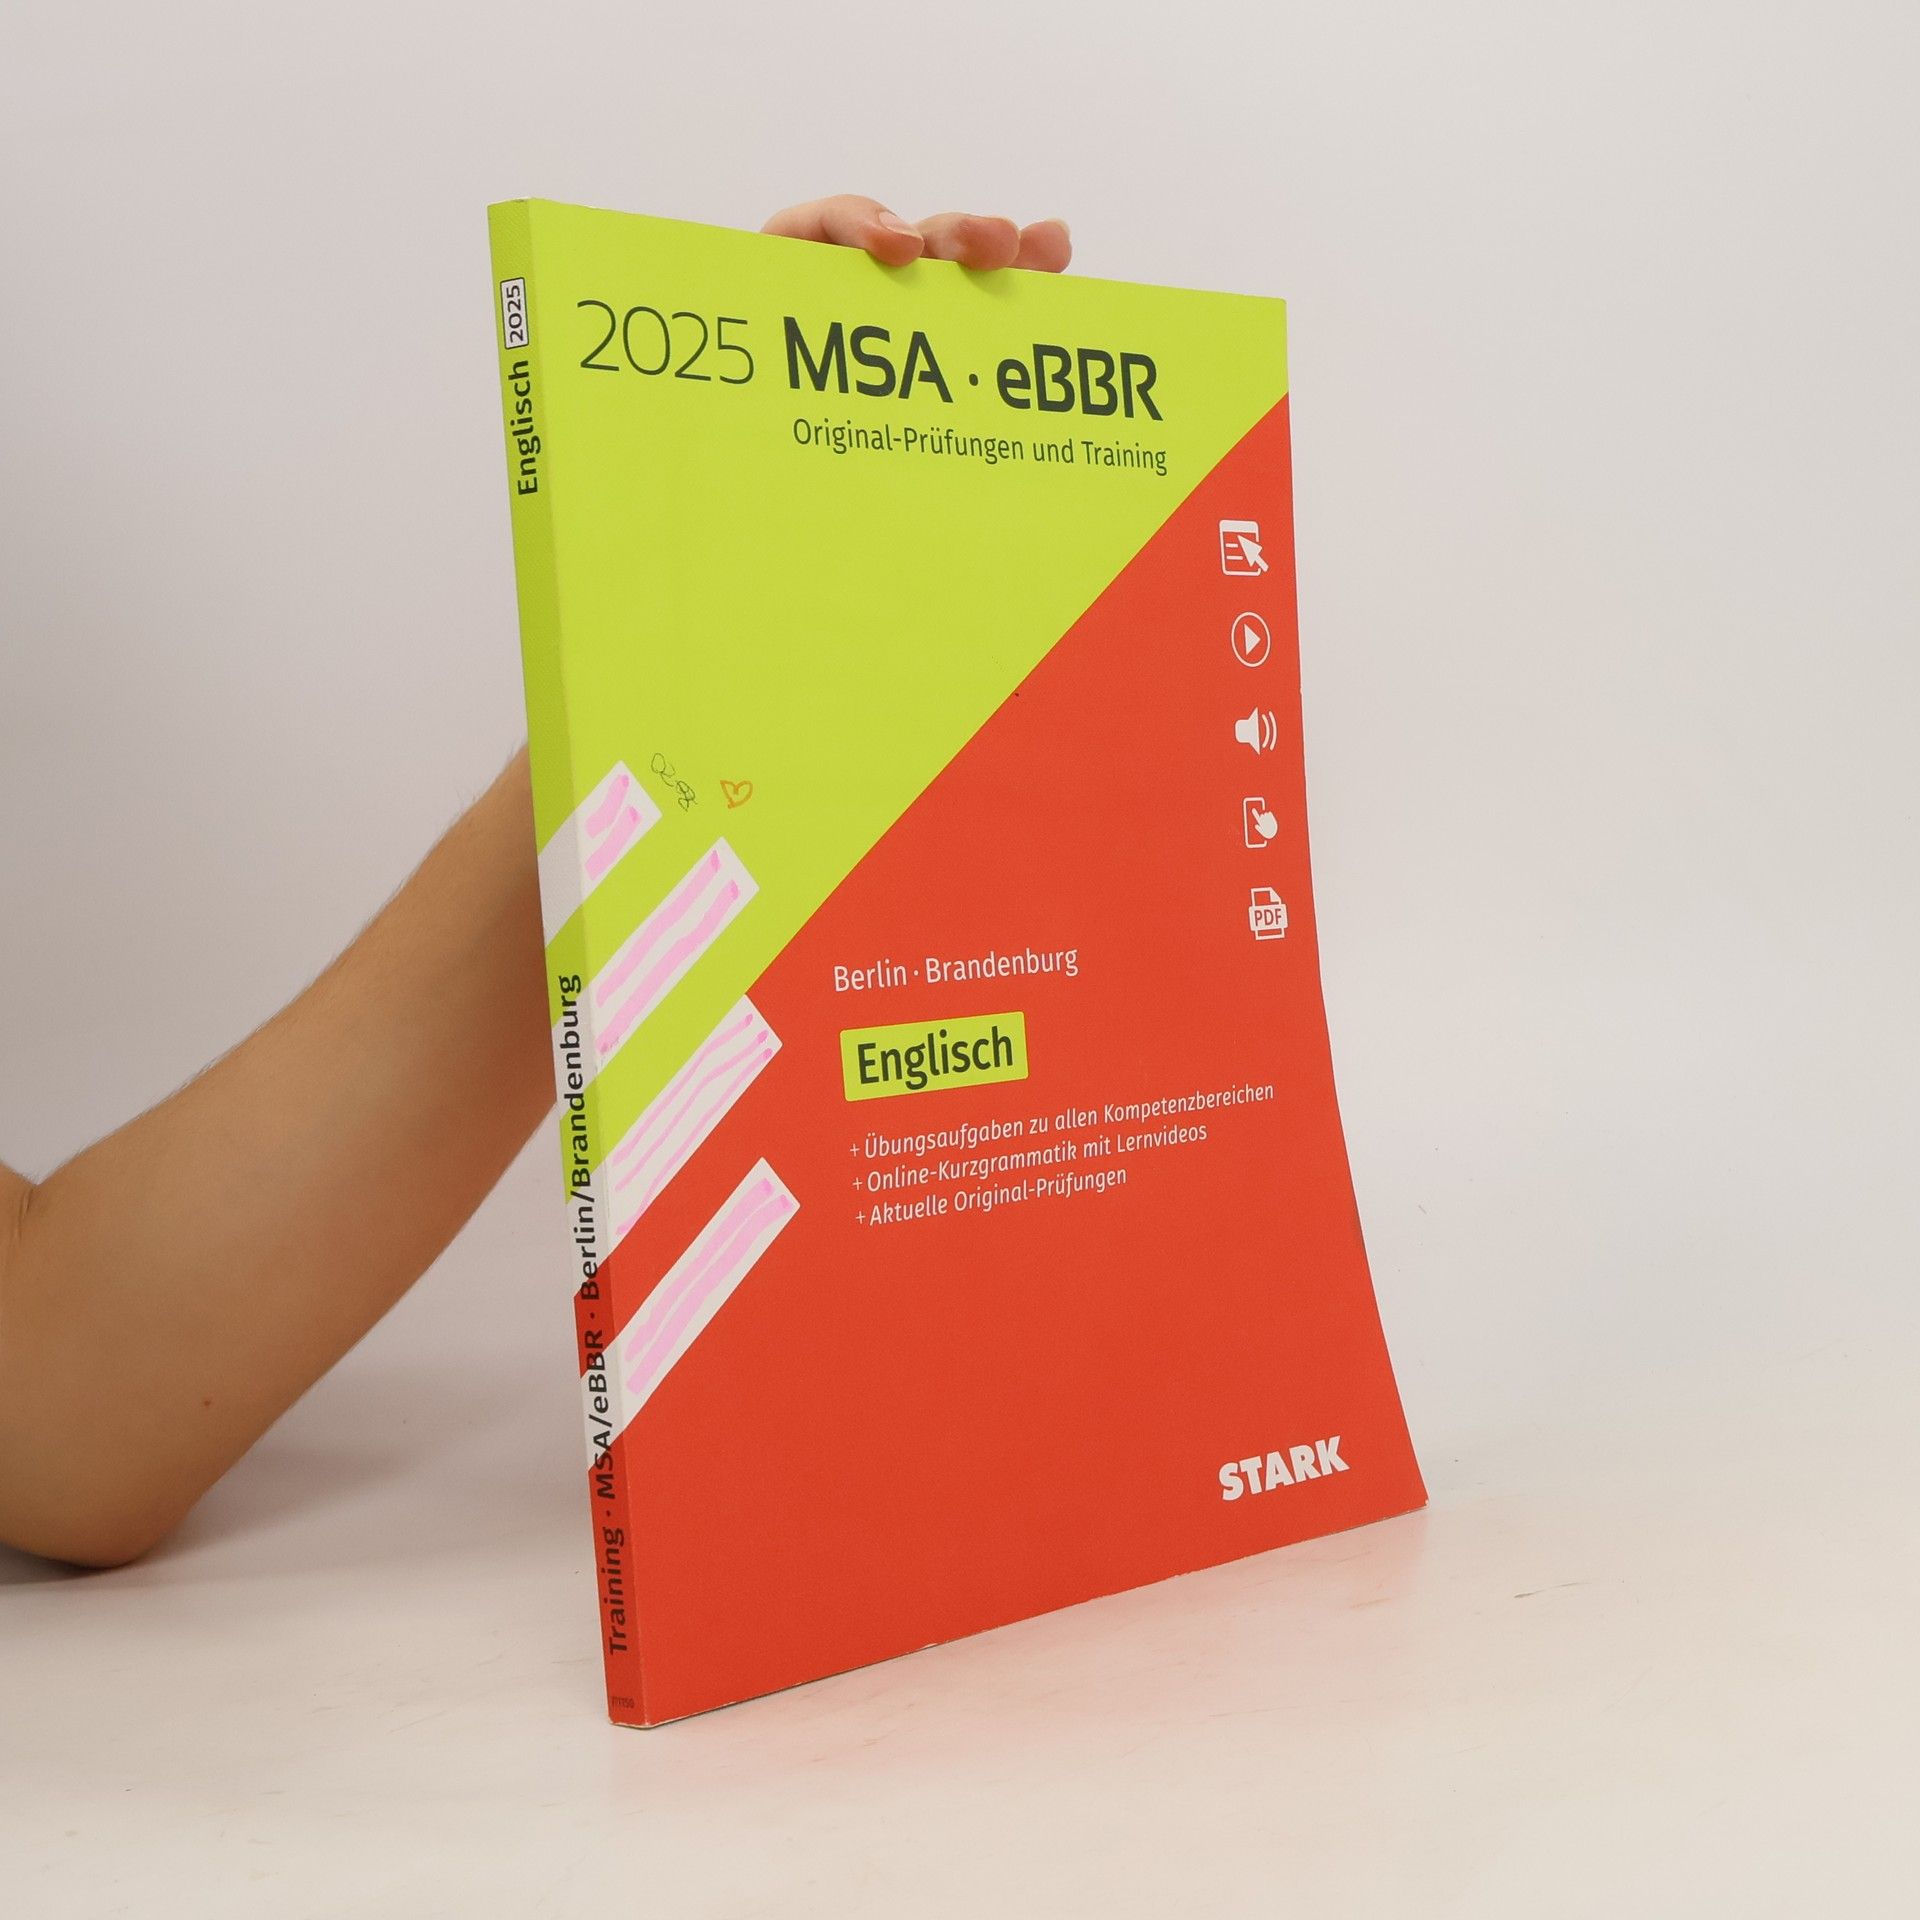 2025 MSA · eBBR
Original-Prüfungen und Training
PDF
Berlin · Brandenburg
Englisch
+ Übungsaufgaben zu allen Kompetenzbereichen
+ Online-Kurzgrammatik mit Lernvideos
+ Aktuelle Original-Prüfungen
STARK
Training · MSA/eBBR · Berlin/Brandenburg
Englisch 2025